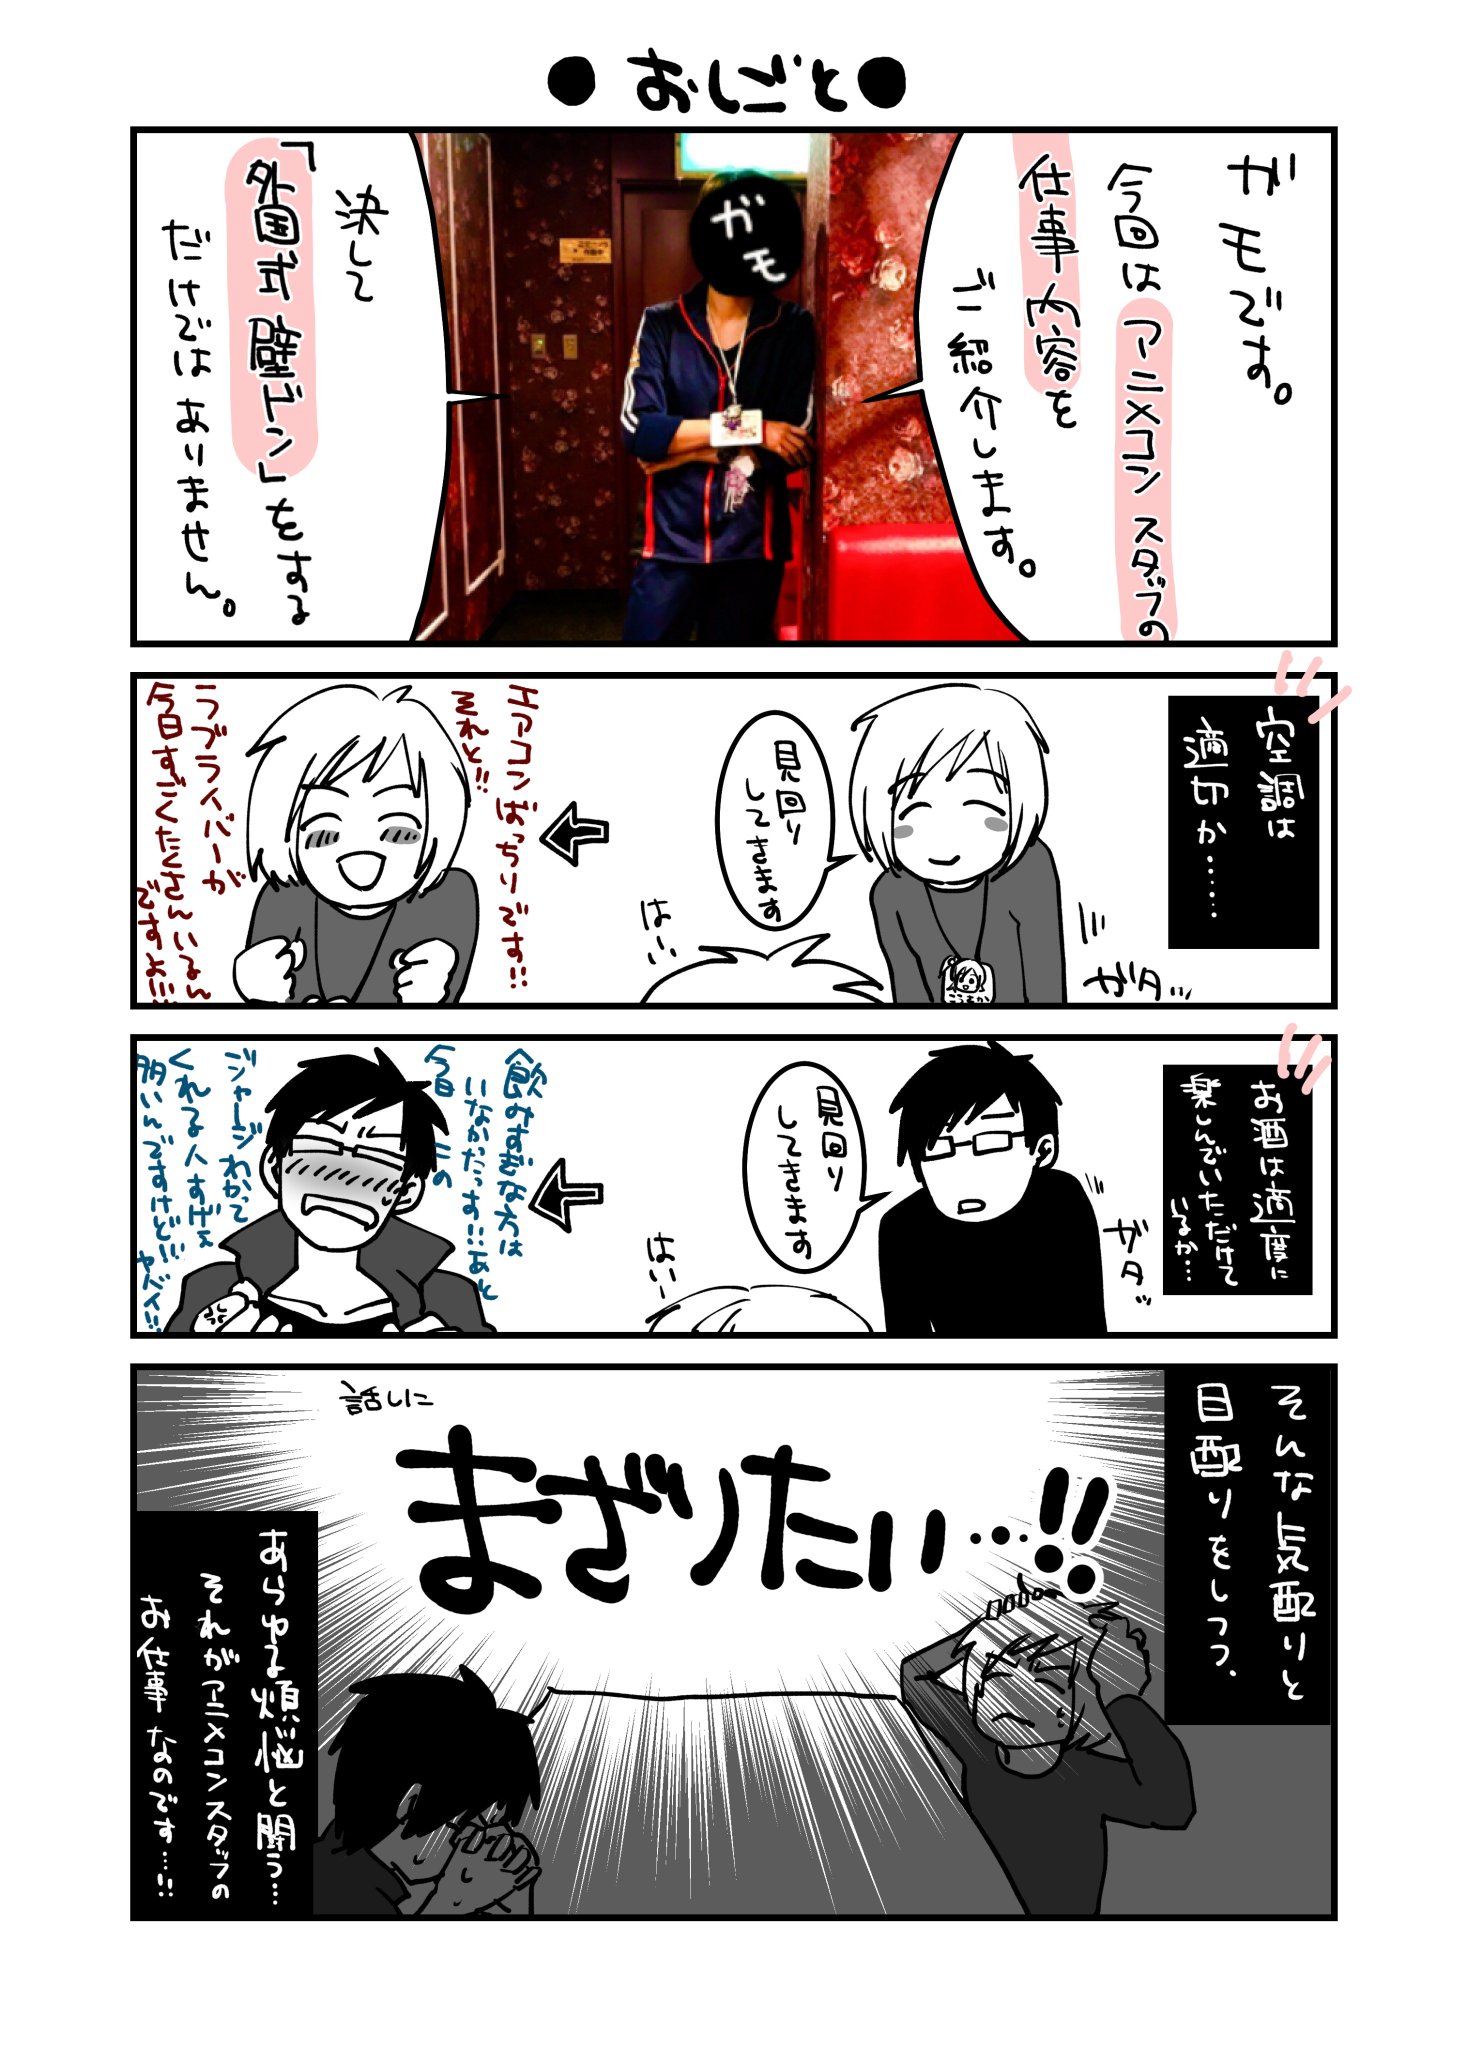 ●おしごと●
ガモです。
今回はアニメコンスタッフの
仕事内容を
ご紹介します。
ガモ
決して
「外国式壁ドン」をする
だけではありません。
空調は
適切か……
ガタッ
見回り
してきます
はーい
エアコンばっちりです!!
それと!!
ラブライバーが
今日すごくたくさんいるん
ですよ!!!
お酒は適度に
楽しんでいただけて
いるか…
ガタッ
見回り
してきます
はいー
飲みすぎな方は
いなかったっす!!!あと
今日この
ジャージわかって
くれる人すげぇ
多いんですけど!!!ヤバイ!!
そんな気配りと
目配りをしつつ、
話しに
まざりたい…!!
あらゆる煩悩と闘う…
それがアニメコンスタッフの
お仕事なのです…!!